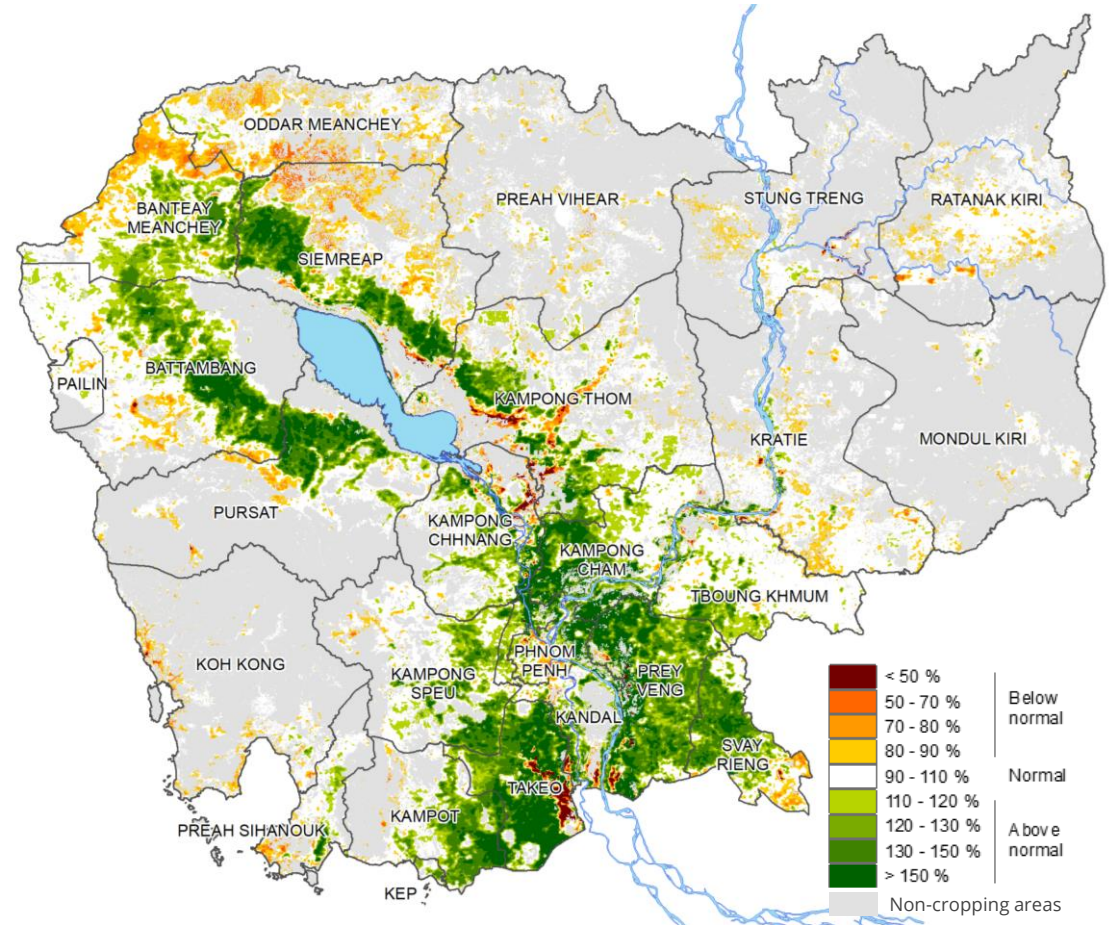 ODDAR MEANCHEY
BANTEAY
MEANCHEY
PREAH VIHEAR
STUNG TRENG
RATANAK KIRI
SIEMREAP
BATTAMBANG
PAILIN
KAMPONG THOM
KRATIE
MONDUL KIRI
PURSAT
KAMPONG
CHHNANG
KAMPONG
CHAM
TBOUNG KHMUM
KOH KONG
KAMPONG
SPEU
PHNOM
PENH
PREY
VENG
KANDAL
SVAY
RIENG
TAKEO
KAMPOT
PREAH SIHANOUK
KEP
< 50 %
50 - 70 %
70 - 80 %
80 - 90 %
Below
normal
90 - 110 %
Normal
110 - 120 %
120 - 130 %
130 - 150 %
> 150 %
Above
normal
Non-cropping areas